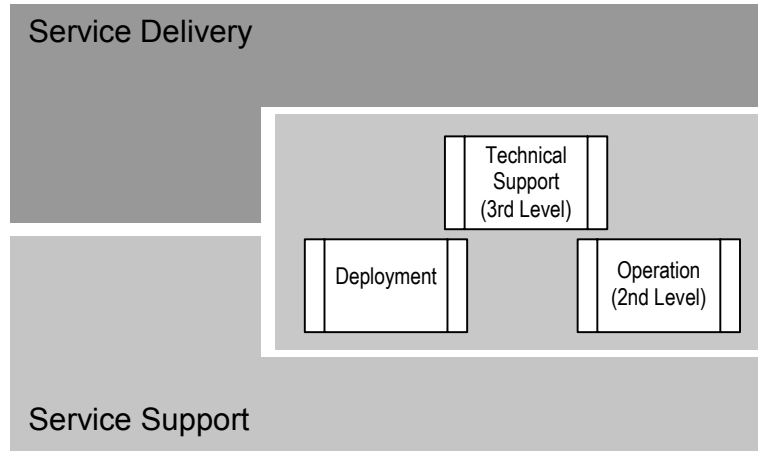 Service Delivery
Technical
Support
(3rd Level)
Deployment
Operation
(2nd Level)
Service Support